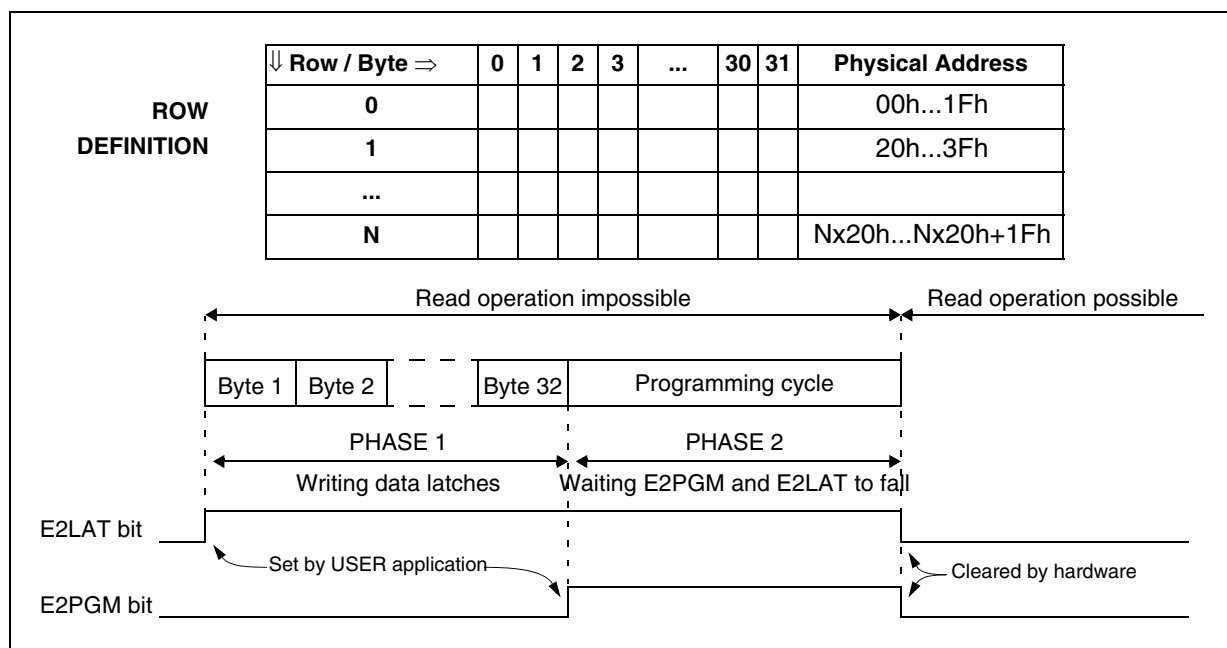 ⇓ Row / Byte ⇒ 0 1 2 3 ... 30 31 Physical Address
ROW DEFINITION
0 00h...1Fh
1 20h...3Fh
...
N Nx20h...Nx20h+1Fh
Read operation impossible Read operation possible
Byte 1 Byte 2 Byte 32 Programming cycle
PHASE 1 PHASE 2
Writing data latches Waiting E2PGM and E2LAT to fall
E2LAT bit
Set by USER application Cleared by hardware
E2PGM bit